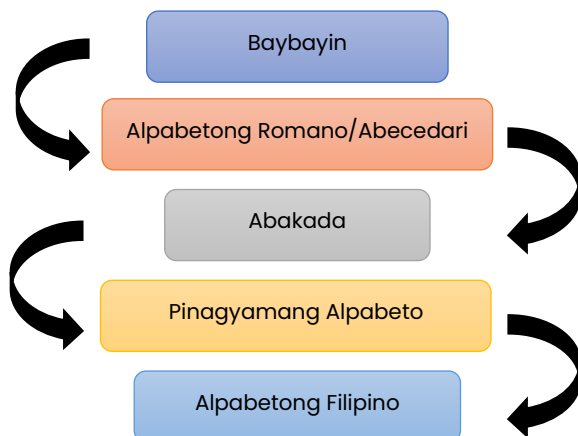 Baybayin
Alpabetong Romano/Abecedari
Abakada
Pinagyamang Alpabeto
Alpabetong Filipino